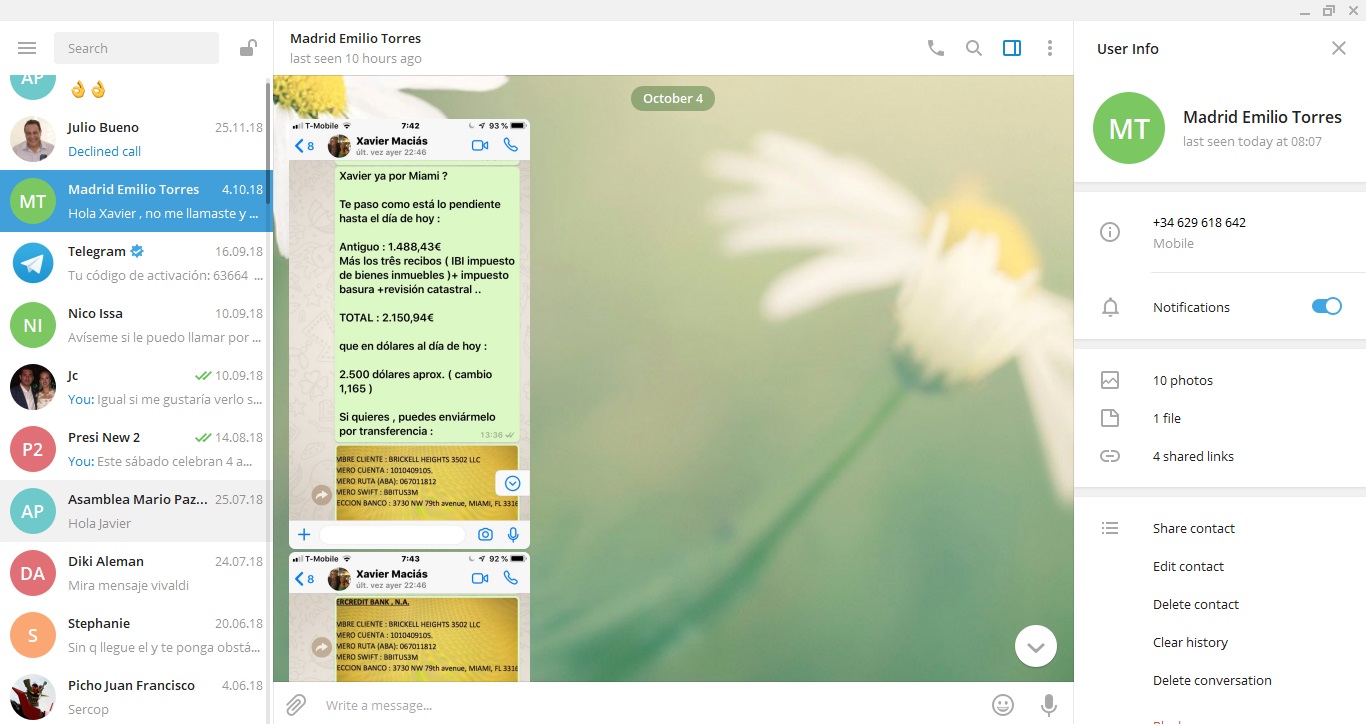 Search
AP
👌👌
Julio Bueno
25.11.18
Declined call
MT
Madrid Emilio Torres
4.10.18
Hola Xavier , no me llamaste y ...
Telegram
16.09.18
Tu código de activación: 63664 ...
NI
Nico Issa
10.09.18
Avíseme si le puedo llamar por ...
Jc
10.09.18
You: Igual si me gustaría verlo s...
P2
Presi New 2
14.08.18
You: Este sábado celebran 4 a...
AP
Asamblea Mario Paz...
25.07.18
Hola Javier
DA
Diki Aleman
24.07.18
Mira mensaje vivaldi
S
Stephanie
20.06.18
Sin q llegue el y te ponga obstá...
Picho Juan Francisco
4.06.18
Sercop
Madrid Emilio Torres
last seen 10 hours ago
October 4
T-Mobile
7:42
93 %
8
Xavier Maciás
últ. vez ayer 22:46
Xavier ya por Miami ?
Te paso como está lo pendiente
hasta el día de hoy :
Antiguo : 1.488,43€
Más los três recibos ( IBI impuesto
de bienes inmuebles )+ impuesto
basura +revisión catastral ..
TOTAL : 2.150,94€
que en dólares al día de hoy :
2.500 dólares aprox. ( cambio
1,165 )
Si quieres , puedes enviármelo
por transferencia :
13:36
MBRE CLIENTE : BRICKELL HEIGHTS 3502 LLC
MERO CUENTA : 1010409105.
MERO RUTA (ABA): 067011812
MERO SWIFT : BBITUS3M
ECCION BANCO : 3730 NW 79th avenue, MIAMI, FL 3316
T-Mobile
7:43
92 %
8
Xavier Maciás
últ. vez ayer 22:46
ERCREDIT BANK , N.A.
MBRE CLIENTE : BRICKELL HEIGHTS 3502 LLC
MERO CUENTA : 1010409105.
MERO RUTA (ABA): 067011812
MERO SWIFT : BBITUS3M
ECCION BANCO : 3730 NW 79th avenue, MIAMI, FL 3316
Write a message...
User Info
MT
Madrid Emilio Torres
last seen today at 08:07
+34 629 618 642
Mobile
Notifications
10 photos
1 file
4 shared links
Share contact
Edit contact
Delete contact
Clear history
Delete conversation